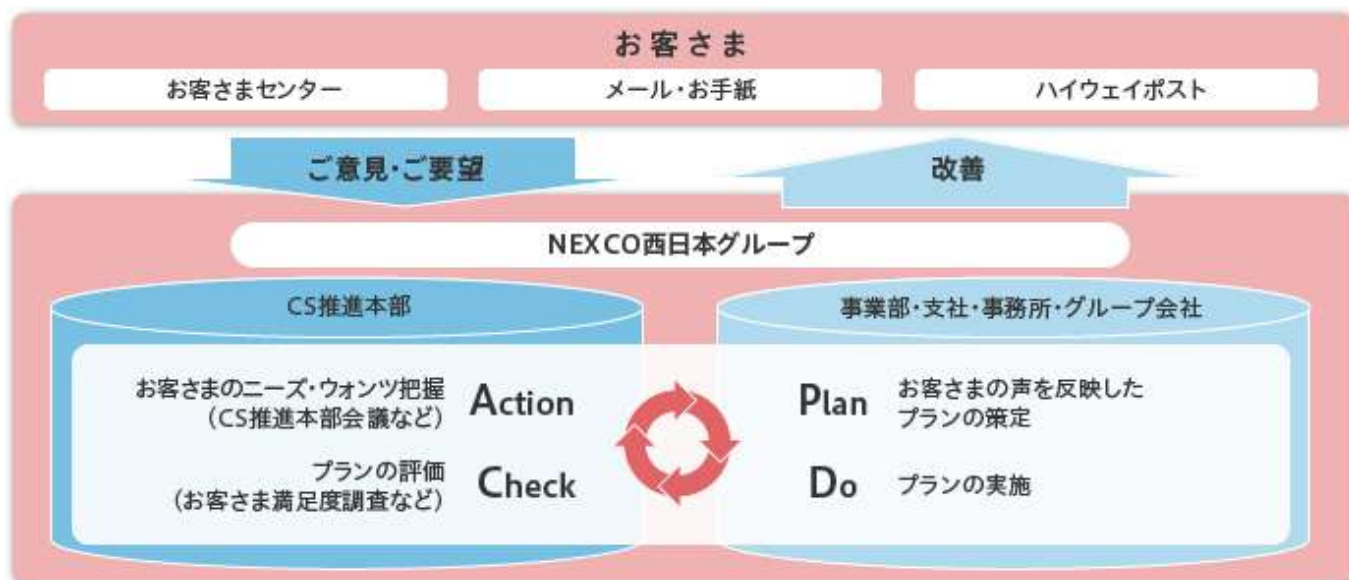 お客さま
お客さまセンター
メール・お手紙
ハイウェイポスト
ご意見・ご要望
改善
NEXCO西日本グループ
CS推進本部
事業部・支社・事務所・グループ会社
お客さまのニーズ・ウォンツ把握
（CS推進本部会議など）
Action
プランの評価
（お客さま満足度調査など）
Check
Plan
お客さまの声を反映した
プランの策定
Do
プランの実施